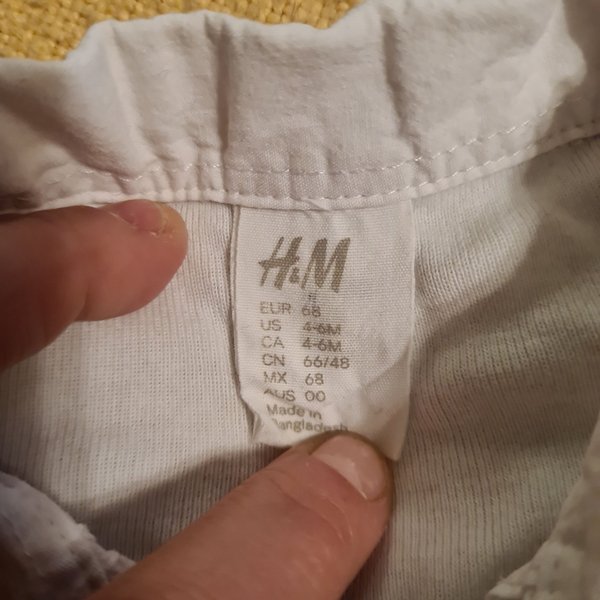 H&M
EUR 68
US 4-6M
CA 4-6M
CN 66/48
MX 68
AUS 00
Made in
Bangladesh